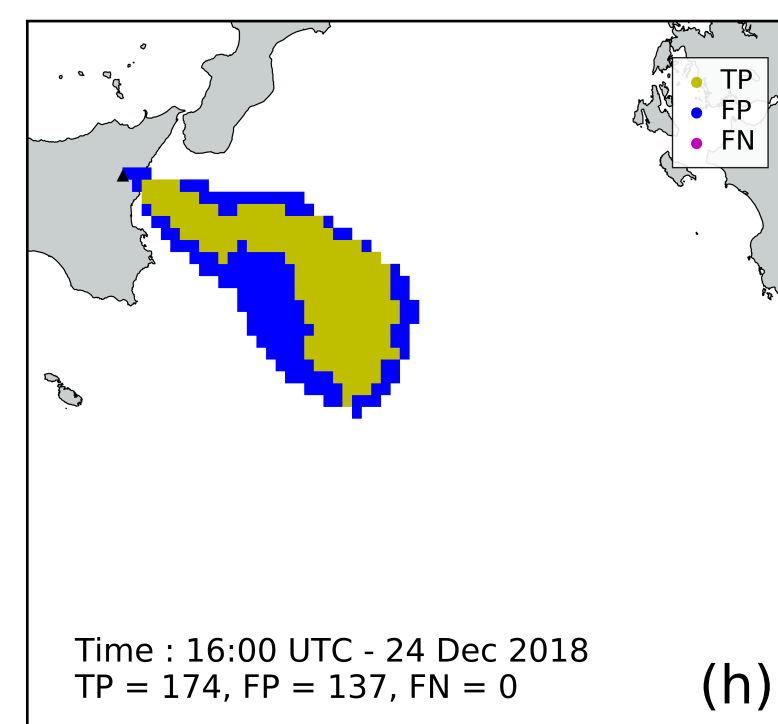 TP
FP
FN
Time : 16:00 UTC - 24 Dec 2018
TP = 174, FP = 137, FN = 0
(h)